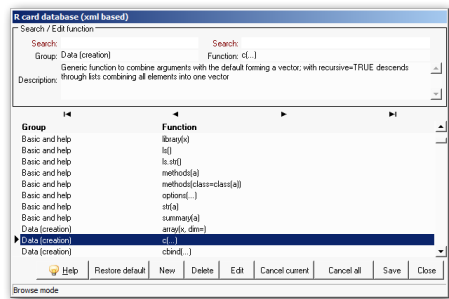 R card database (xml based)
Search / Edit function
Search: Search:
Group: Data (creation) Function: c(...)
Description: Generic function to combine arguments with the default forming a vector; with recursive=TRUE descends
through lists combining all elements into one vector
Group Function
Basic and help library(x)
Basic and help ls()
Basic and help ls.str()
Basic and help methods(a)
Basic and help methods(class=class(a))
Basic and help options(...)
Basic and help str(a)
Basic and help summary(a)
Data (creation) array(x, dim=)
Data (creation) c(...)
Data (creation) cbind(...)
Help Restore default New Delete Edit Cancel current Cancel all Save Close
Browse mode